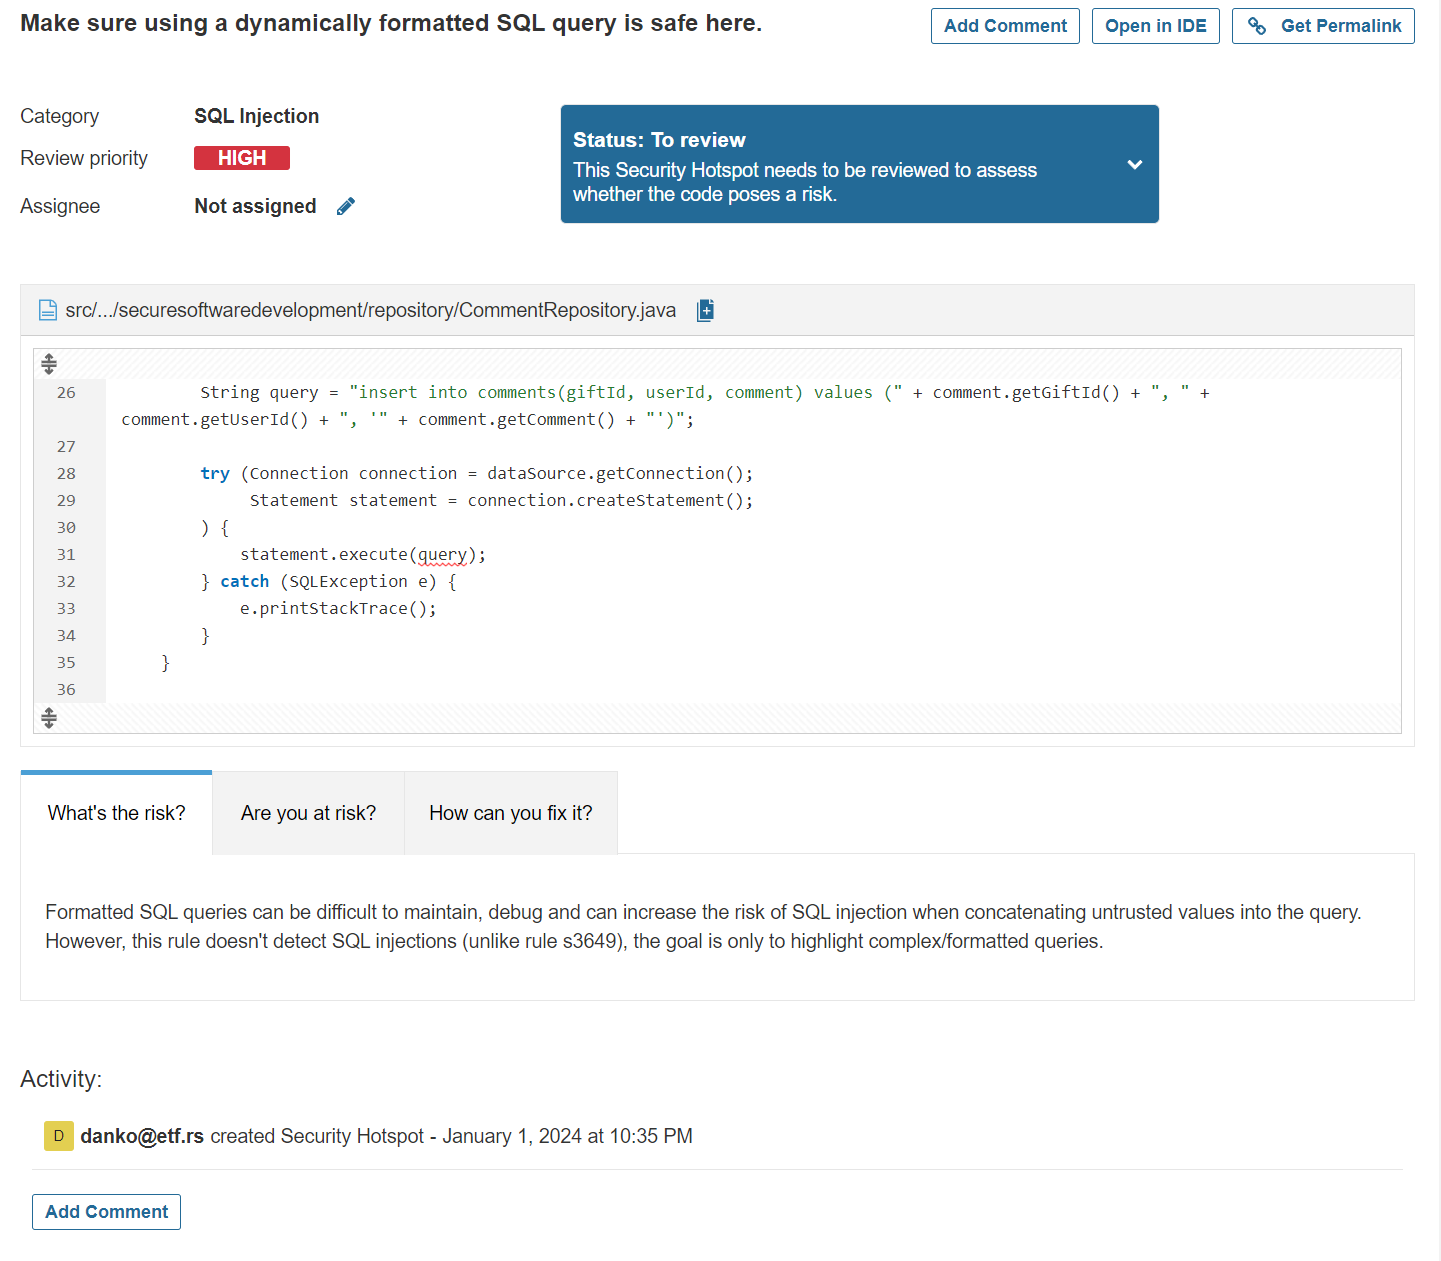 Make sure using a dynamically formatted SQL query is safe here.
Add Comment
Open in IDE
Get Permalink
Category SQL Injection
Review priority HIGH
Assignee Not assigned
Status: To review
This Security Hotspot needs to be reviewed to assess
whether the code poses a risk.
src/.../securesoftwaredevelopment/repository/CommentRepository.java
26 String query = "insert into comments(giftId, userId, comment) values (" + comment.getGiftId() + ", " +
comment.getUserId() + ", '" + comment.getComment() + "')";
27
28 try (Connection connection = dataSource.getConnection();
29 Statement statement = connection.createStatement();
30 ) {
31 statement.execute(query);
32 } catch (SQLException e) {
33 e.printStackTrace();
34 }
35 }
36
What's the risk?
Are you at risk?
How can you fix it?
Formatted SQL queries can be difficult to maintain, debug and can increase the risk of SQL injection when concatenating untrusted values into the query.
However, this rule doesn't detect SQL injections (unlike rule s3649), the goal is only to highlight complex/formatted queries.
Activity:
D danko@etf.rs created Security Hotspot - January 1, 2024 at 10:35 PM
Add Comment